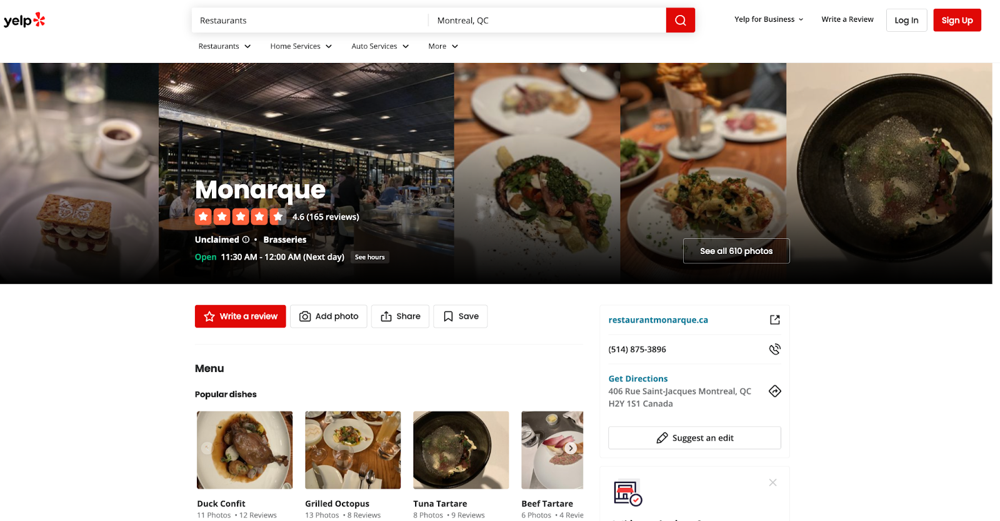 yelp
Restaurants
Montreal, QC
Yelp for Business
Write a Review
Log In
Sign Up
Restaurants
Home Services
Auto Services
More
Monarque
4.6 (165 reviews)
Unclaimed • Brasseries
Open 11:30 AM - 12:00 AM (Next day) See hours
See all 610 photos
Write a review
Add photo
Share
Save
Menu
Popular dishes
Duck Confit
11 Photos • 12 Reviews
Grilled Octopus
13 Photos • 8 Reviews
Tuna Tartare
8 Photos • 9 Reviews
Beef Tartare
6 Photos • 4 Revie
restaurantmonarque.ca
(514) 875-3896
Get Directions
406 Rue Saint-Jacques Montreal, QC
H2Y 1S1 Canada
Suggest an edit